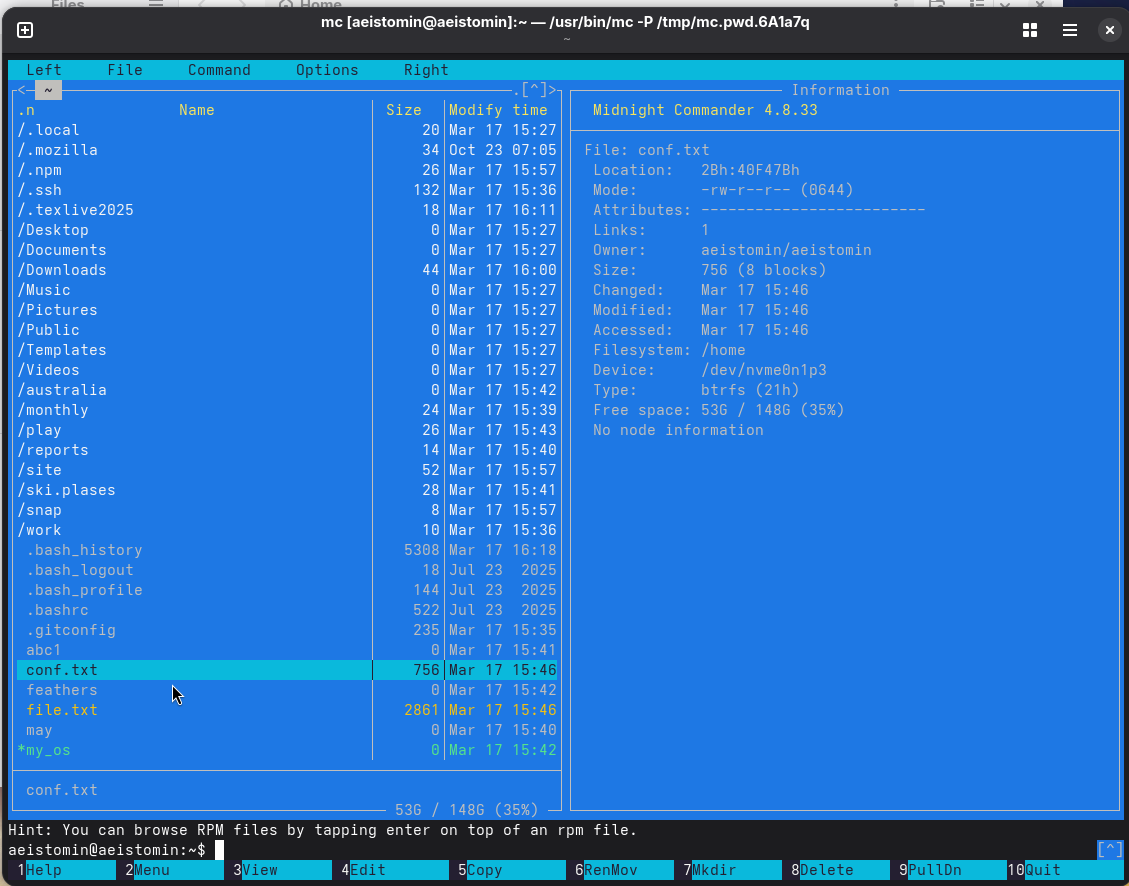 Files
Home
mc [aeistomin@aeistomin]:~ — /usr/bin/mc -P /tmp/mc.pwd.6A1a7q
~
Left File Command Options Right
<─ ~ .[^]>
.n Name Size Modify time
/.local 20 Mar 17 15:27
/.mozilla 34 Oct 23 07:05
/.npm 26 Mar 17 15:57
/.ssh 132 Mar 17 15:36
/.texlive2025 18 Mar 17 16:11
/Desktop 0 Mar 17 15:27
/Documents 0 Mar 17 15:27
/Downloads 44 Mar 17 16:00
/Music 0 Mar 17 15:27
/Pictures 0 Mar 17 15:27
/Public 0 Mar 17 15:27
/Templates 0 Mar 17 15:27
/Videos 0 Mar 17 15:27
/australia 0 Mar 17 15:42
/monthly 24 Mar 17 15:39
/play 26 Mar 17 15:43
/reports 14 Mar 17 15:40
/site 52 Mar 17 15:57
/ski.plases 28 Mar 17 15:41
/snap 8 Mar 17 15:57
/work 10 Mar 17 15:36
.bash_history 5308 Mar 17 16:18
.bash_logout 18 Jul 23 2025
.bash_profile 144 Jul 23 2025
.bashrc 522 Jul 23 2025
.gitconfig 235 Mar 17 15:35
abc1 0 Mar 17 15:41
conf.txt 756 Mar 17 15:46
feathers 0 Mar 17 15:42
file.txt 2861 Mar 17 15:46
may 0 Mar 17 15:40
*my_os 0 Mar 17 15:42
conf.txt
53G / 148G (35%)
Information
Midnight Commander 4.8.33
File: conf.txt
Location: 2Bh:40F47Bh
Mode: -rw-r--r-- (0644)
Attributes: -------------------------
Links: 1
Owner: aeistomin/aeistomin
Size: 756 (8 blocks)
Changed: Mar 17 15:46
Modified: Mar 17 15:46
Accessed: Mar 17 15:46
Filesystem: /home
Device: /dev/nvme0n1p3
Type: btrfs (21h)
Free space: 53G / 148G (35%)
No node information
Hint: You can browse RPM files by tapping enter on top of an rpm file.
aeistomin@aeistomin:~$ [^]
1Help 2Menu 3View 4Edit 5Copy 6RenMov 7Mkdir 8Delete 9PullDn 10Quit